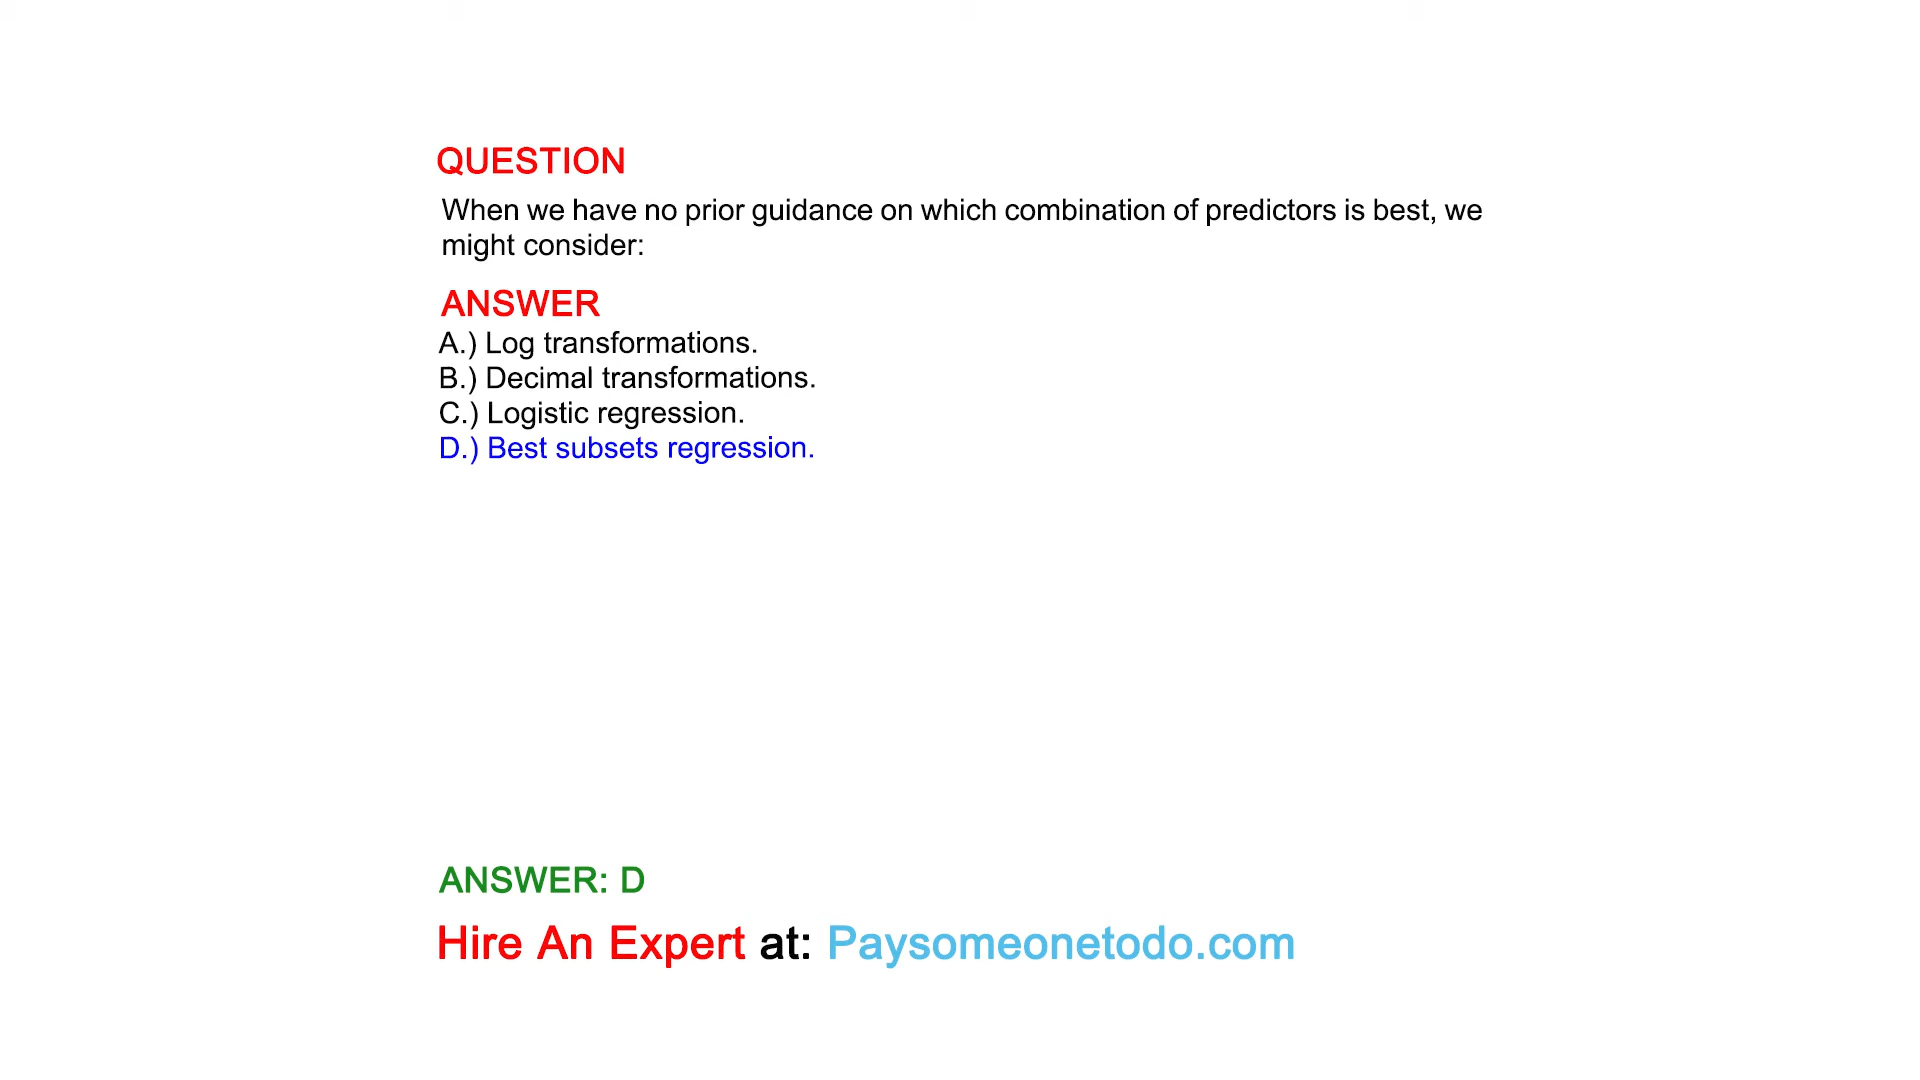 QUESTION
When we have no prior guidance on which combination of predictors is best, we
might consider:
ANSWER
A.) Log transformations.
B.) Decimal transformations.
C.) Logistic regression.
D.) Best subsets regression.
ANSWER: D
Hire An Expert at: Paysomeonetodo.com